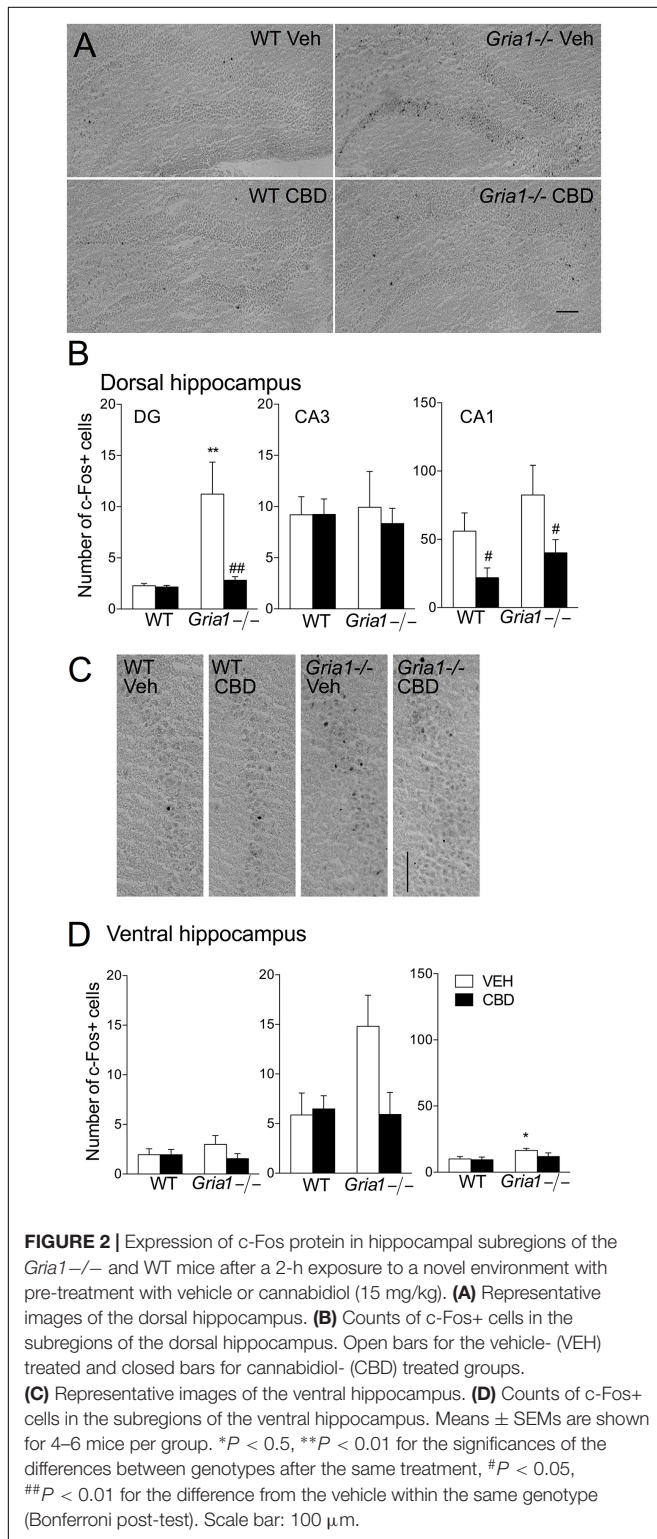 A
WT Veh
Gria1-/- Veh
WT CBD
Gria1-/- CBD
B
Dorsal hippocampus
Number of c-Fos+ cells
20
15
10
5
0
DG
**
##
WT
Gria1−/−
20
15
10
5
0
CA3
WT
Gria1−/−
150
100
50
0
CA1
#
#
WT
Gria1−/−
C
WT
Veh
WT
CBD
Gria1-/-
Veh
Gria1-/-
CBD
D
Ventral hippocampus
Number of c-Fos+ cells
20
15
10
5
0
WT
Gria1−/−
20
15
10
5
0
WT
Gria1−/−
150
100
50
0
VEH
CBD
*
WT
Gria1−/−
FIGURE 2 | Expression of c-Fos protein in hippocampal subregions of the
Gria1−/− and WT mice after a 2-h exposure to a novel environment with
pre-treatment with vehicle or cannabidiol (15 mg/kg). (A) Representative
images of the dorsal hippocampus. (B) Counts of c-Fos+ cells in the
subregions of the dorsal hippocampus. Open bars for the vehicle- (VEH)
treated and closed bars for cannabidiol- (CBD) treated groups.
(C) Representative images of the ventral hippocampus. (D) Counts of c-Fos+
cells in the subregions of the ventral hippocampus. Means ± SEMs are shown
for 4–6 mice per group. *P < 0.5, **P < 0.01 for the significances of the
differences between genotypes after the same treatment, #P < 0.05,
##P < 0.01 for the difference from the vehicle within the same genotype
(Bonferroni post-test). Scale bar: 100 μm.